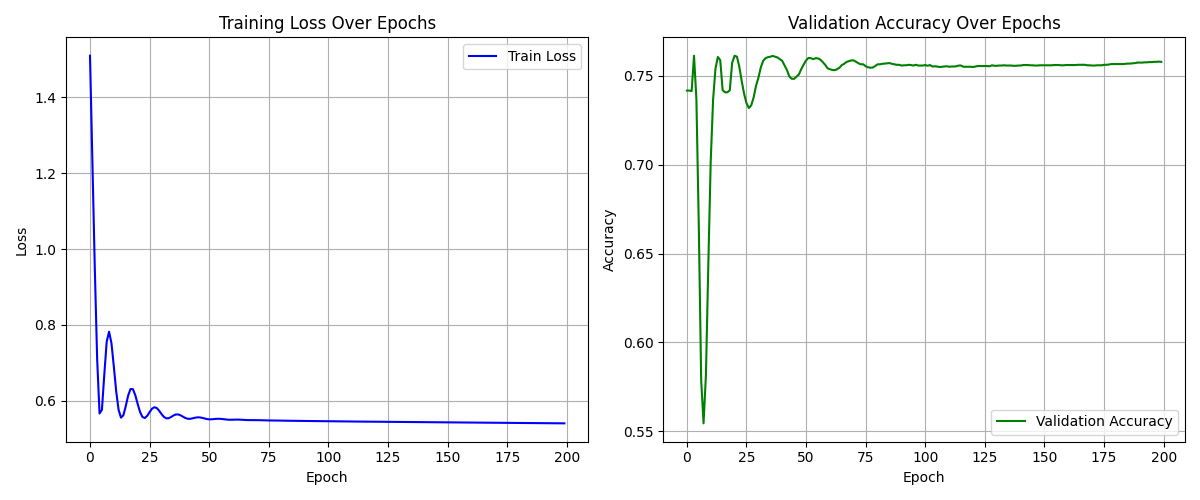 Training Loss Over Epochs
Train Loss
Loss
1.4
1.2
1.0
0.8
0.6
0 25 50 75 100 125 150 175 200
Epoch
Validation Accuracy Over Epochs
Accuracy
0.75
0.70
0.65
0.60
0.55
Validation Accuracy
0 25 50 75 100 125 150 175 200
Epoch